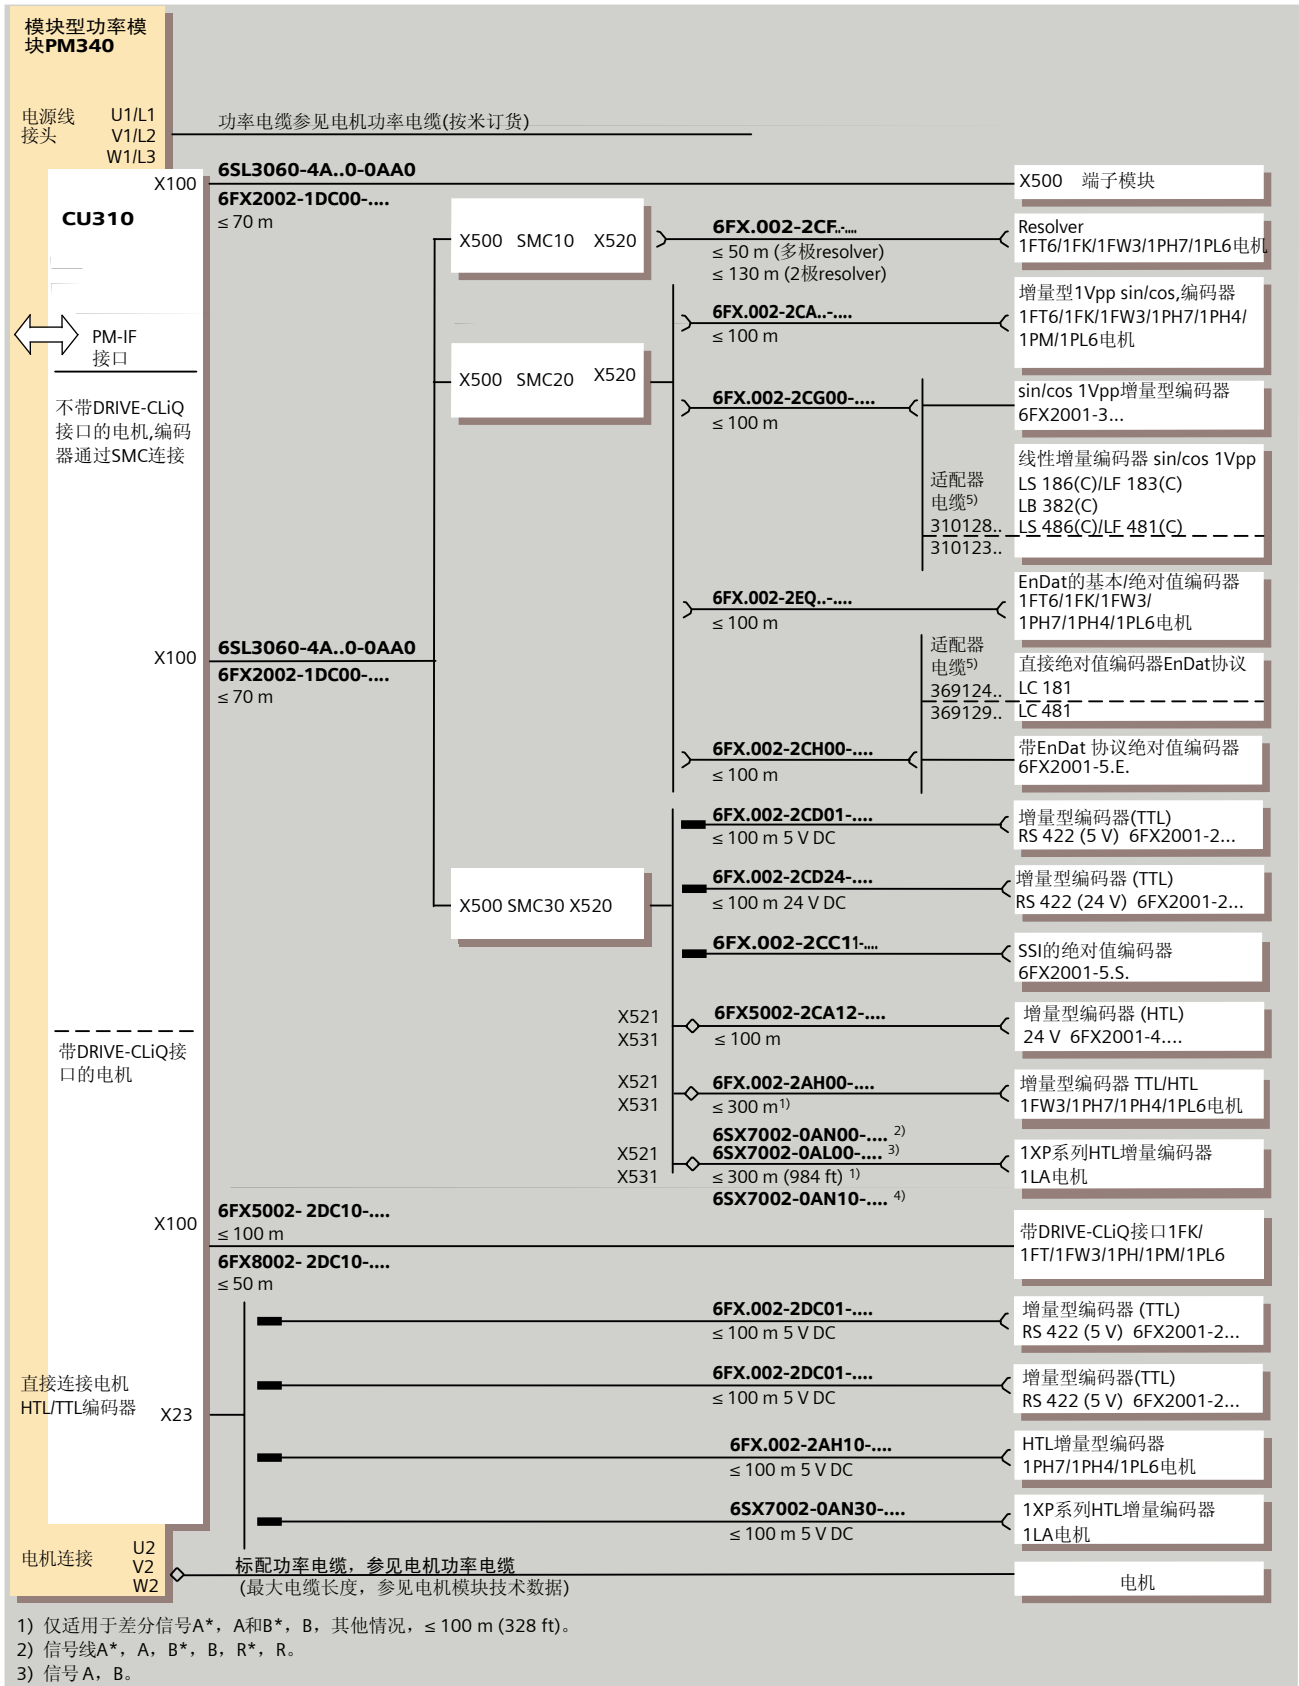 模块型功率模
块PM340
电源线
接头
U1/L1
V1/L2
W1/L3
功率电缆参见电机功率电缆(按米订货)
X100
6SL3060-4A..0-0AA0
6FX2002-1DC00-....
≤ 70 m
X500 端子模块
CU310
X500 SMC10 X520
6FX.002-2CF..-....
≤ 50 m (多极resolver)
≤ 130 m (2极resolver)
Resolver
1FT6/1FK/1FW3/1PH7/1PL6电机
PM-IF
接口
6FX.002-2CA..-....
≤ 100 m
增量型1Vpp sin/cos,编码器
1FT6/1FK/1FW3/1PH7/1PH4/
1PM/1PL6电机
X500 SMC20 X520
不带DRIVE-CLiQ
接口的电机,编码
器通过SMC连接
6FX.002-2CG00-....
≤ 100 m
sin/cos 1Vpp增量型编码器
6FX2001-3...
适配器
电缆5)
310128..
310123..
线性增量编码器 sin/cos 1Vpp
LS 186(C)/LF 183(C)
LB 382(C)
LS 486(C)/LF 481(C)
6FX.002-2EQ..-....
≤ 100 m
EnDat的基本/绝对值编码器
1FT6/1FK/1FW3/
1PH7/1PH4/1PL6电机
X100
6SL3060-4A..0-0AA0
6FX2002-1DC00-....
≤ 70 m
适配器
电缆5)
369124..
369129..
直接绝对值编码器EnDat协议
LC 181
LC 481
6FX.002-2CH00-....
≤ 100 m
带EnDat 协议绝对值编码器
6FX2001-5.E.
6FX.002-2CD01-....
≤ 100 m 5 V DC
增量型编码器(TTL)
RS 422 (5 V) 6FX2001-2...
6FX.002-2CD24-....
≤ 100 m 24 V DC
增量型编码器 (TTL)
RS 422 (24 V) 6FX2001-2...
X500 SMC30 X520
6FX.002-2CC11-....
SSI的绝对值编码器
6FX2001-5.S.
X521
X531
6FX5002-2CA12-....
≤ 100 m
增量型编码器 (HTL)
24 V 6FX2001-4....
带DRIVE-CLiQ接
口的电机
X521
X531
6FX.002-2AH00-....
≤ 300 m1)
增量型编码器 TTL/HTL
1FW3/1PH7/1PH4/1PL6电机
X521
X531
6SX7002-0AN00-.... 2)
6SX7002-0AL00-.... 3)
≤ 300 m (984 ft) 1)
6SX7002-0AN10-.... 4)
1XP系列HTL增量编码器
1LA电机
X100
6FX5002- 2DC10-....
≤ 100 m
6FX8002- 2DC10-....
≤ 50 m
带DRIVE-CLiQ接口1FK/
1FT/1FW3/1PH/1PM/1PL6
6FX.002-2DC01-....
≤ 100 m 5 V DC
增量型编码器 (TTL)
RS 422 (5 V) 6FX2001-2...
直接连接电机
HTL/TTL编码器
X23
6FX.002-2DC01-....
≤ 100 m 5 V DC
增量型编码器(TTL)
RS 422 (5 V) 6FX2001-2...
6FX.002-2AH10-....
≤ 100 m 5 V DC
HTL增量型编码器
1PH7/1PH4/1PL6电机
6SX7002-0AN30-....
≤ 100 m 5 V DC
1XP系列HTL增量编码器
1LA电机
电机连接
U2
V2
W2
标配功率电缆，参见电机功率电缆
(最大电缆长度，参见电机模块技术数据)
电机
1) 仅适用于差分信号A*，A和B*，B，其他情况，≤ 100 m (328 ft)。
2) 信号线A*，A，B*，B，R*，R。
3) 信号 A，B。